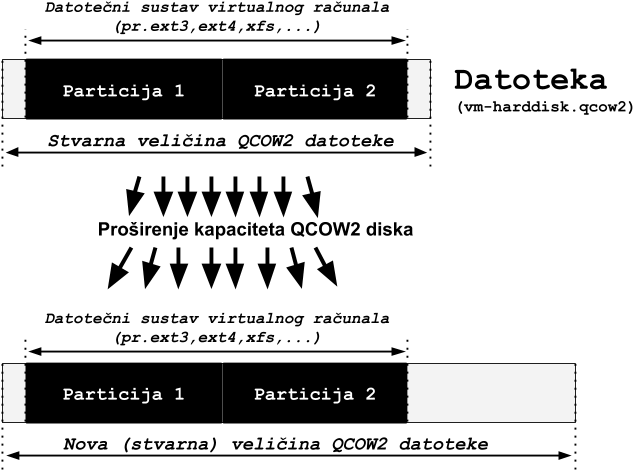 Datotečni sustav virtualnog računala
(pr.ext3,ext4,xfs,...)
Particija 1 Particija 2
Datoteka
(vm-harddisk.qcow2)
Stvarna veličina QCOW2 datoteke
Proširenje kapaciteta QCOW2 diska
Datotečni sustav virtualnog računala
(pr.ext3,ext4,xfs,...)
Particija 1 Particija 2
Nova (stvarna) veličina QCOW2 datoteke